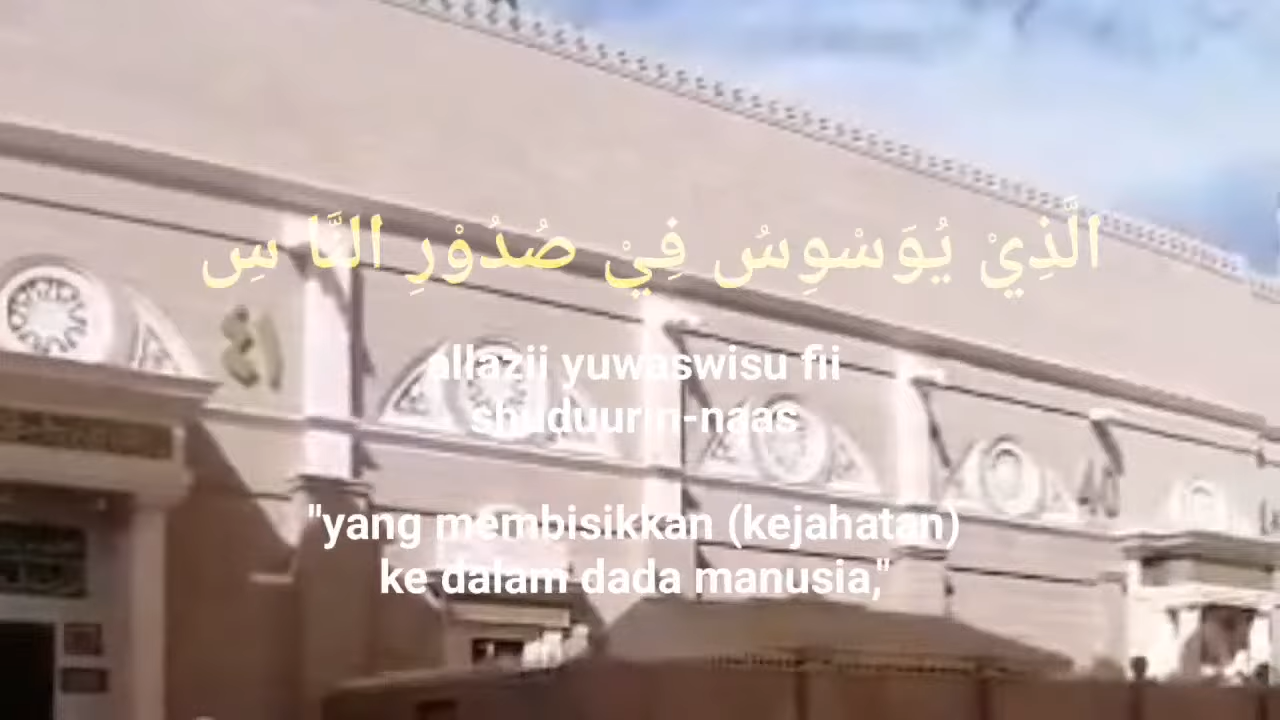 الَّذِيْ يُوَسْوِسُ فِيْ صُدُوْرِ النَّا سِ
allazii yuwaswisu fii
shuduurin-naas
"yang membisikkan (kejahatan)
ke dalam dada manusia,"